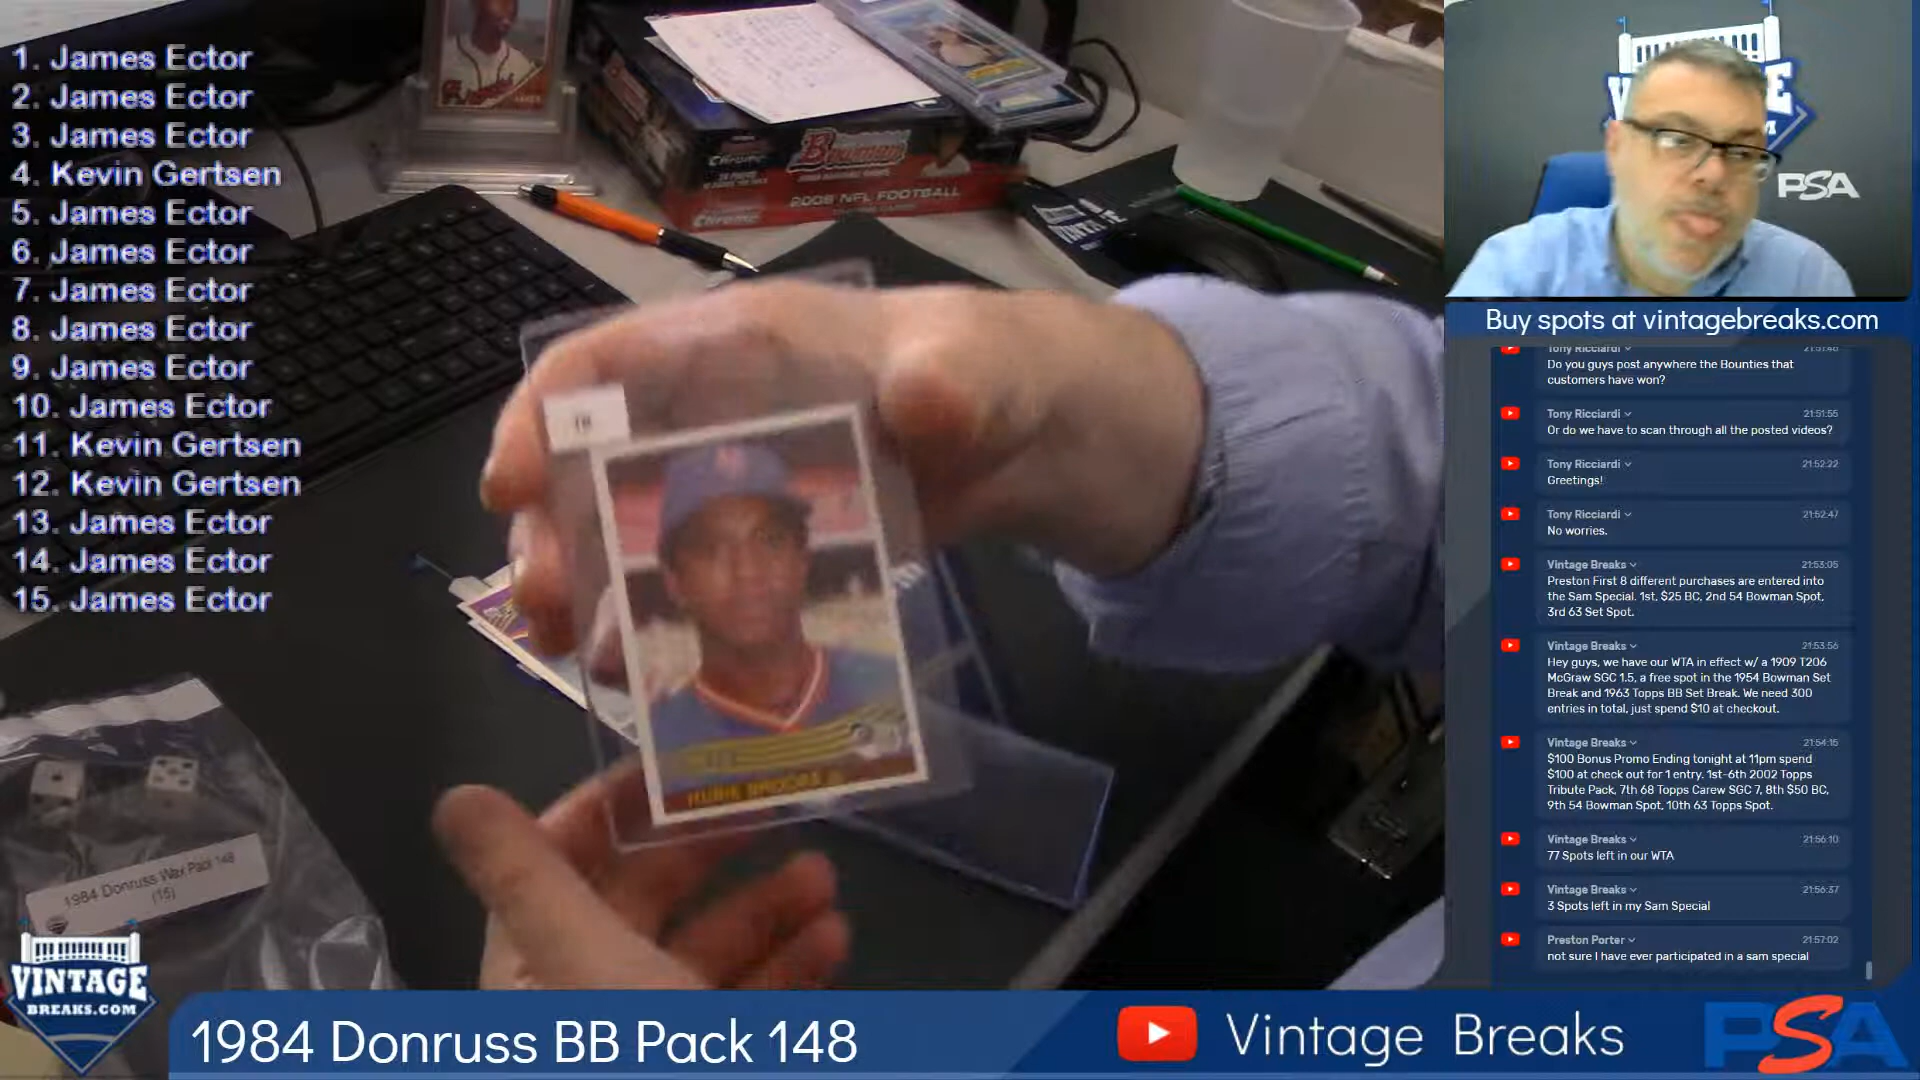 1. James Ector
2. James Ector
3. James Ector
4. Kevin Gertsen
5. James Ector
6. James Ector
7. James Ector
8. James Ector
9. James Ector
10. James Ector
11. Kevin Gertsen
12. Kevin Gertsen
13. James Ector
14. James Ector
15. James Ector
Chrome
Bowman
2008 NFL FOOTBALL
Chrome
PSA
Buy spots at vintagebreaks.com
Tony Ricciardi 21:51:48
Do you guys post anywhere the Bounties that
customers have won?
Tony Ricciardi 21:51:55
Or do we have to scan through all the posted videos?
Tony Ricciardi 21:52:22
Greetings!
Tony Ricciardi 21:52:47
No worries.
Vintage Breaks 21:53:05
Preston First 8 different purchases are entered into
the Sam Special. 1st, $25 BC, 2nd 54 Bowman Spot,
3rd 63 Set Spot.
Vintage Breaks 21:53:56
Hey guys, we have our WTA in effect w/ a 1909 T206
McGraw SGC 1.5, a free spot in the 1954 Bowman Set
Break and 1963 Topps BB Set Break. We need 300
entries in total, just spend $10 at checkout.
Vintage Breaks 21:54:15
$100 Bonus Promo Ending tonight at 11pm spend
$100 at check out for 1 entry. 1st-6th 2002 Topps
Tribute Pack, 7th 68 Topps Carew SGC 7, 8th $50 BC,
9th 54 Bowman Spot, 10th 63 Topps Spot.
Vintage Breaks 21:56:10
77 Spots left in our WTA
Vintage Breaks 21:56:37
3 Spots left in my Sam Special
Preston Porter 21:57:02
not sure I have ever participated in a sam special
1984 Donruss Wax Pack 148
(15)
VINTAGE
BREAKS.COM
1984 Donruss BB Pack 148
Vintage Breaks
PSA